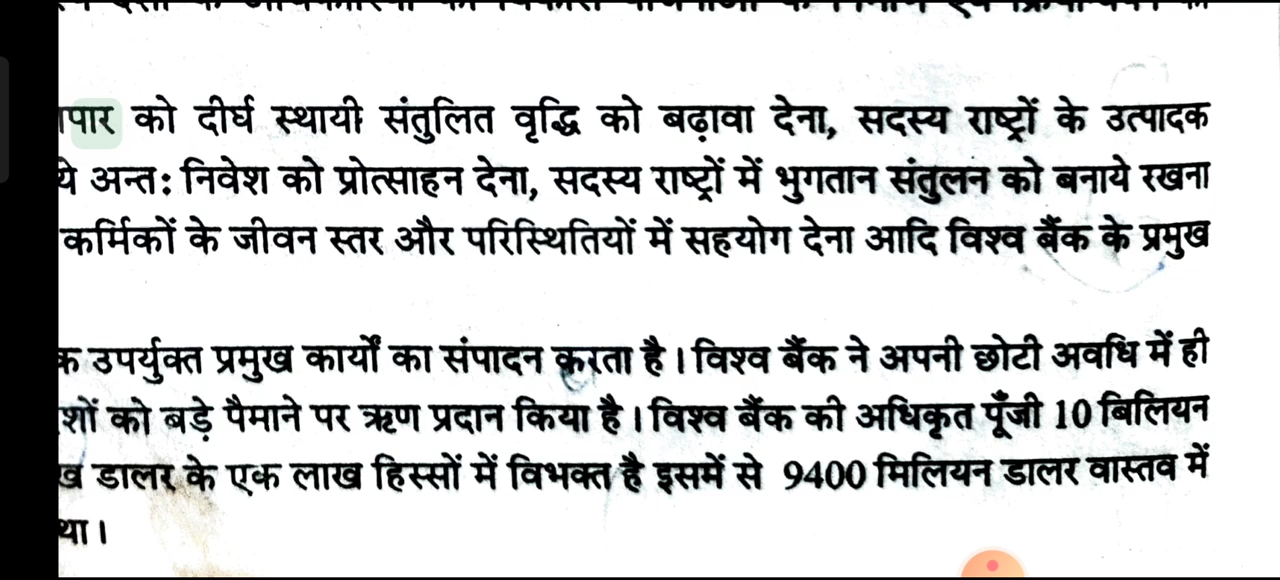 को दीर्घ स्थायी संतुलित वृद्धि को बढ़ावा देना, सदस्य राष्ट्रों के उत्पादक
ये अन्त: निवेश को प्रोत्साहन देना, सदस्य राष्ट्रों में भुगतान संतुलन को बनाये रखना
कर्मिकों के जीवन स्तर और परिस्थितियों में सहयोग देना आदि विश्व बैंक के प्रमुख
क उपर्युक्त प्रमुख कार्यों का संपादन करता है। विश्व बैंक ने अपनी छोटी अवधि में ही
शों को बड़े पैमाने पर ऋण प्रदान किया है। विश्व बैंक की अधिकृत पूँजी 10 बिलियन
ख डालर के एक लाख हिस्सों में विभक्त है इसमें से 9400 मिलियन डालर वास्तव में
था।